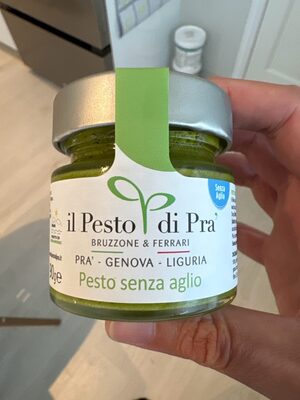 il Pesto di Pra'
BRUZZONE & FERRARI
PRA' - GENOVA - LIGURIA
Pesto senza aglio
Senza
Aglio